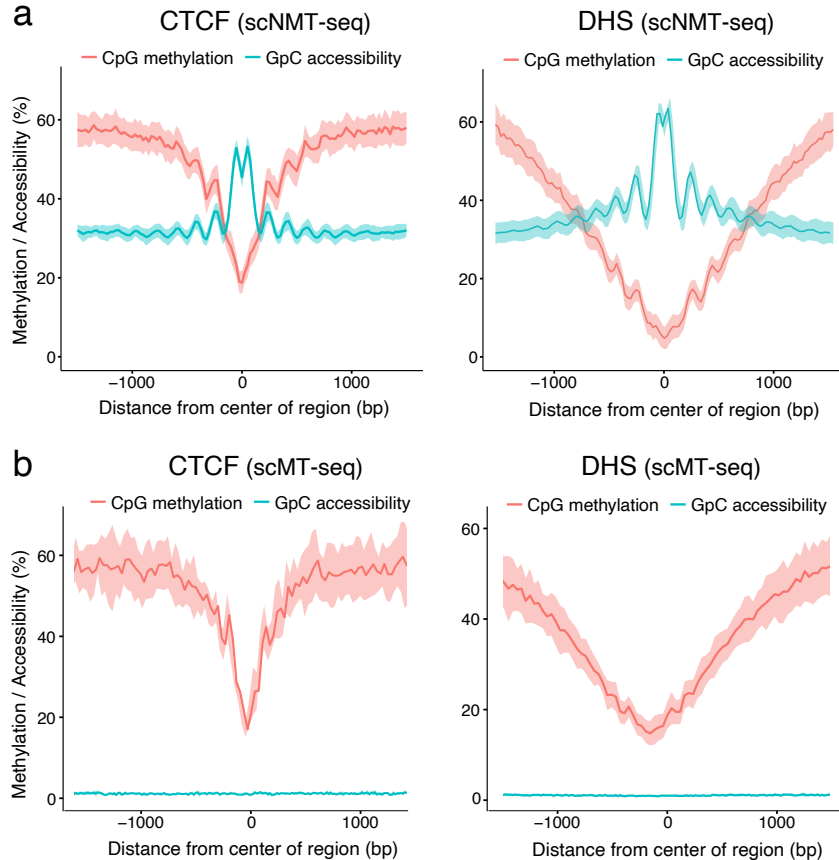 a
CTCF (scNMT-seq)
CpG methylation GpC accessibility
Methylation / Accessibility (%)
60
40
20
0
−1000 0 1000
Distance from center of region (bp)
DHS (scNMT-seq)
CpG methylation GpC accessibility
60
40
20
0
−1000 0 1000
Distance from center of region (bp)
b
CTCF (scMT-seq)
CpG methylation GpC accessibility
Methylation / Accessibility (%)
60
40
20
0
−1000 0 1000
Distance from center of region (bp)
DHS (scMT-seq)
CpG methylation GpC accessibility
60
40
20
0
−1000 0 1000
Distance from center of region (bp)